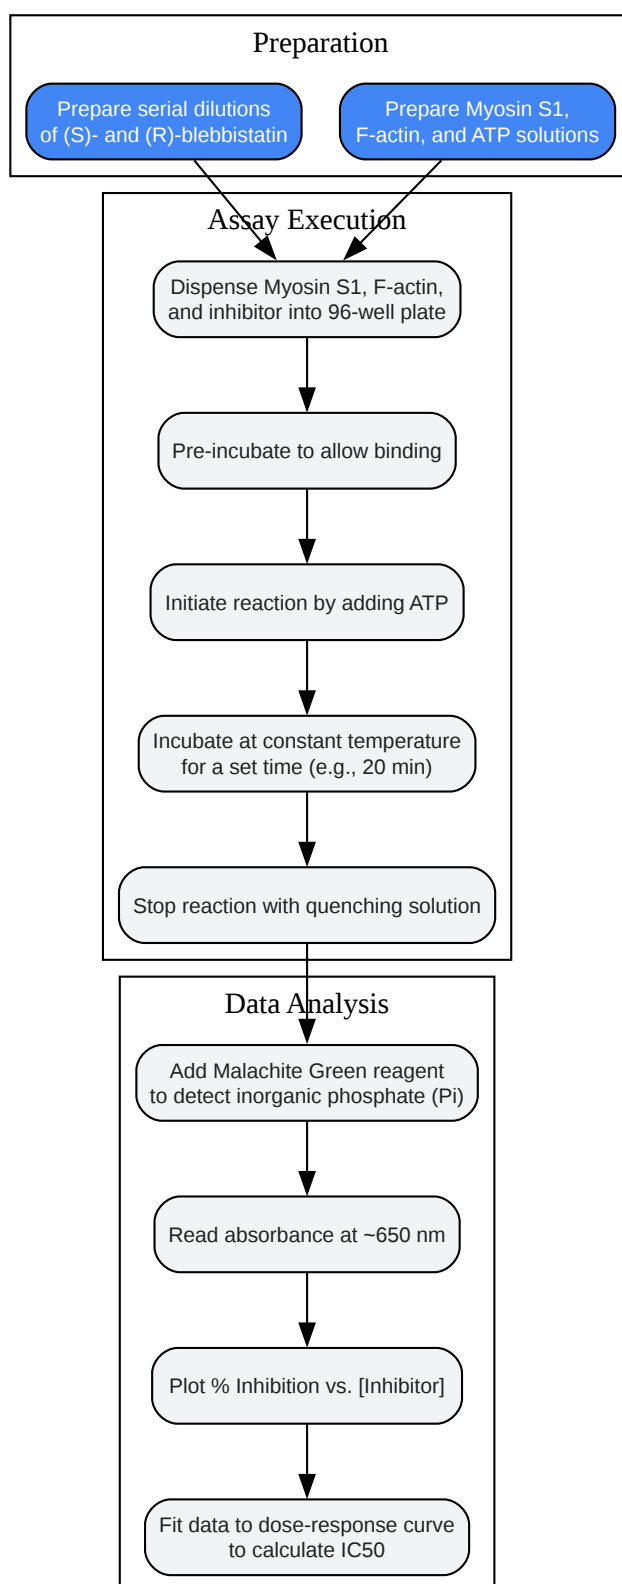 Preparation
Prepare serial dilutions
of (S)- and (R)-blebbistatin
Prepare Myosin S1,
F-actin, and ATP solutions
Assay Execution
Dispense Myosin S1, F-actin,
and inhibitor into 96-well plate
Pre-incubate to allow binding
Initiate reaction by adding ATP
Incubate at constant temperature
for a set time (e.g., 20 min)
Stop reaction with quenching solution
Data Analysis
Add Malachite Green reagent
to detect inorganic phosphate (Pi)
Read absorbance at ~650 nm
Plot % Inhibition vs. [Inhibitor]
Fit data to dose-response curve
to calculate IC50